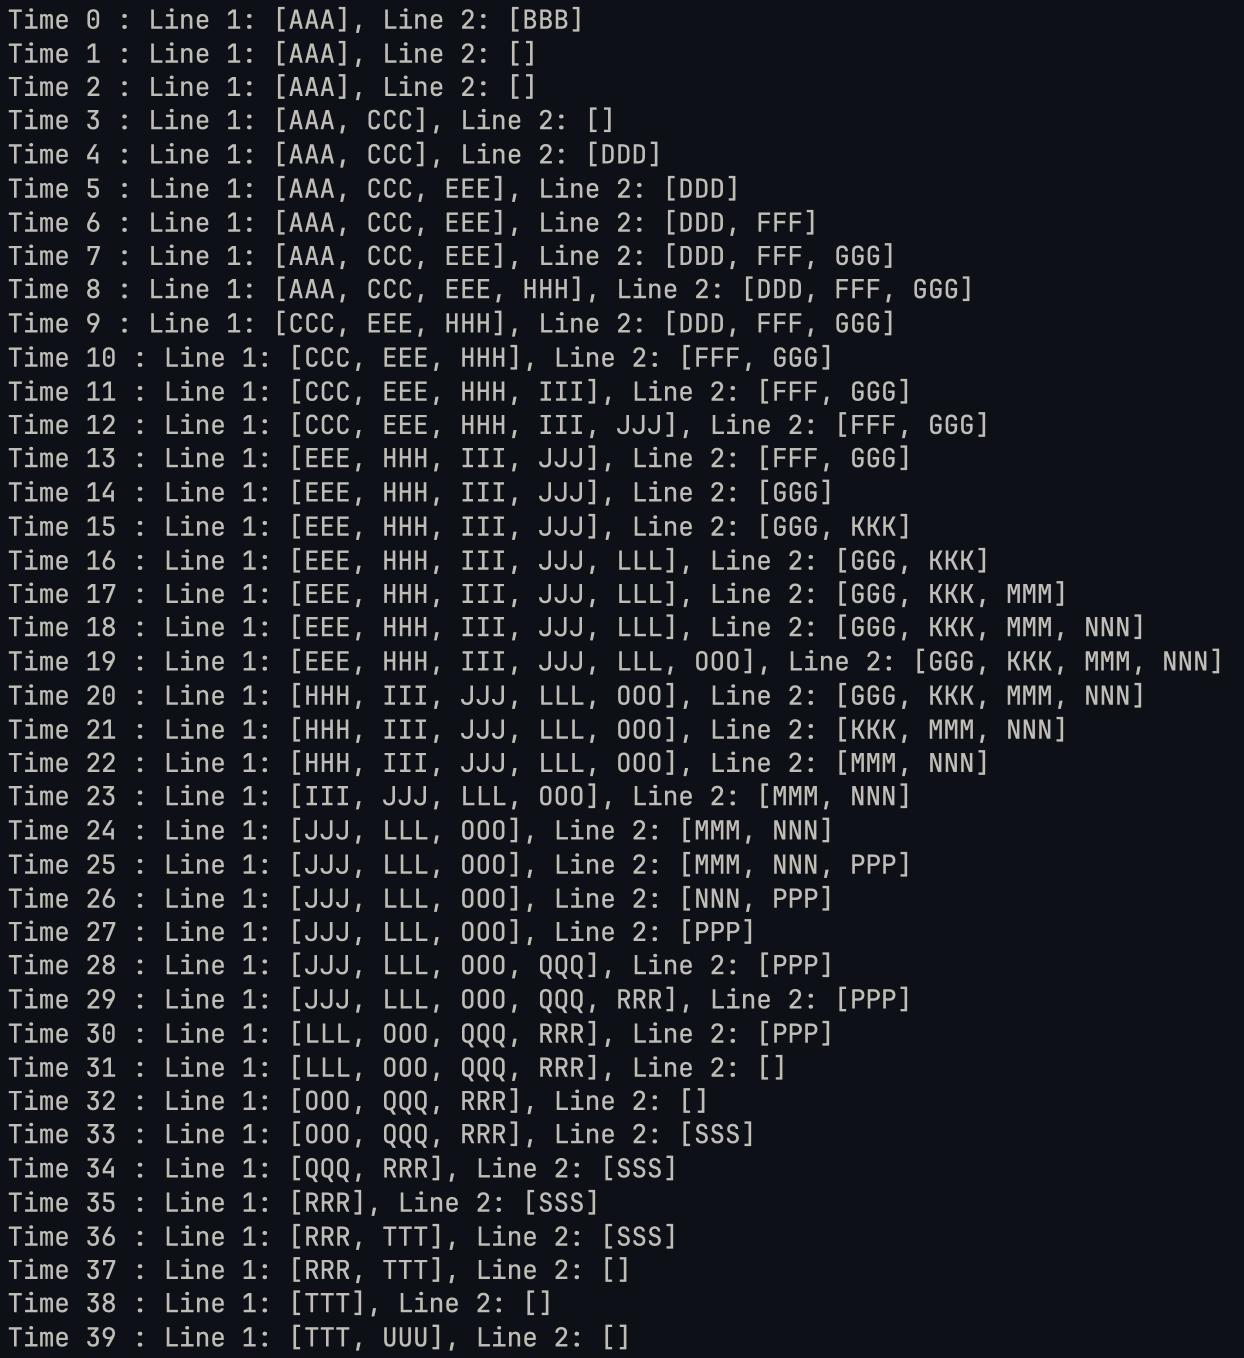 Time 0 : Line 1: [AAA], Line 2: [BBB]
Time 1 : Line 1: [AAA], Line 2: []
Time 2 : Line 1: [AAA], Line 2: []
Time 3 : Line 1: [AAA, CCC], Line 2: []
Time 4 : Line 1: [AAA, CCC], Line 2: [DDD]
Time 5 : Line 1: [AAA, CCC, EEE], Line 2: [DDD]
Time 6 : Line 1: [AAA, CCC, EEE], Line 2: [DDD, FFF]
Time 7 : Line 1: [AAA, CCC, EEE], Line 2: [DDD, FFF, GGG]
Time 8 : Line 1: [AAA, CCC, EEE, HHH], Line 2: [DDD, FFF, GGG]
Time 9 : Line 1: [CCC, EEE, HHH], Line 2: [DDD, FFF, GGG]
Time 10 : Line 1: [CCC, EEE, HHH], Line 2: [FFF, GGG]
Time 11 : Line 1: [CCC, EEE, HHH, III], Line 2: [FFF, GGG]
Time 12 : Line 1: [CCC, EEE, HHH, III, JJJ], Line 2: [FFF, GGG]
Time 13 : Line 1: [EEE, HHH, III, JJJ], Line 2: [FFF, GGG]
Time 14 : Line 1: [EEE, HHH, III, JJJ], Line 2: [GGG]
Time 15 : Line 1: [EEE, HHH, III, JJJ], Line 2: [GGG, KKK]
Time 16 : Line 1: [EEE, HHH, III, JJJ, LLL], Line 2: [GGG, KKK]
Time 17 : Line 1: [EEE, HHH, III, JJJ, LLL], Line 2: [GGG, KKK, MMM]
Time 18 : Line 1: [EEE, HHH, III, JJJ, LLL], Line 2: [GGG, KKK, MMM, NNN]
Time 19 : Line 1: [EEE, HHH, III, JJJ, LLL, OOO], Line 2: [GGG, KKK, MMM, NNN]
Time 20 : Line 1: [HHH, III, JJJ, LLL, OOO], Line 2: [GGG, KKK, MMM, NNN]
Time 21 : Line 1: [HHH, III, JJJ, LLL, OOO], Line 2: [KKK, MMM, NNN]
Time 22 : Line 1: [HHH, III, JJJ, LLL, OOO], Line 2: [MMM, NNN]
Time 23 : Line 1: [III, JJJ, LLL, OOO], Line 2: [MMM, NNN]
Time 24 : Line 1: [JJJ, LLL, OOO], Line 2: [MMM, NNN]
Time 25 : Line 1: [JJJ, LLL, OOO], Line 2: [MMM, NNN, PPP]
Time 26 : Line 1: [JJJ, LLL, OOO], Line 2: [NNN, PPP]
Time 27 : Line 1: [JJJ, LLL, OOO], Line 2: [PPP]
Time 28 : Line 1: [JJJ, LLL, OOO, QQQ], Line 2: [PPP]
Time 29 : Line 1: [JJJ, LLL, OOO, QQQ, RRR], Line 2: [PPP]
Time 30 : Line 1: [LLL, OOO, QQQ, RRR], Line 2: [PPP]
Time 31 : Line 1: [LLL, OOO, QQQ, RRR], Line 2: []
Time 32 : Line 1: [OOO, QQQ, RRR], Line 2: []
Time 33 : Line 1: [OOO, QQQ, RRR], Line 2: [SSS]
Time 34 : Line 1: [QQQ, RRR], Line 2: [SSS]
Time 35 : Line 1: [RRR], Line 2: [SSS]
Time 36 : Line 1: [RRR, TTT], Line 2: [SSS]
Time 37 : Line 1: [RRR, TTT], Line 2: []
Time 38 : Line 1: [TTT], Line 2: []
Time 39 : Line 1: [TTT, UUU], Line 2: []